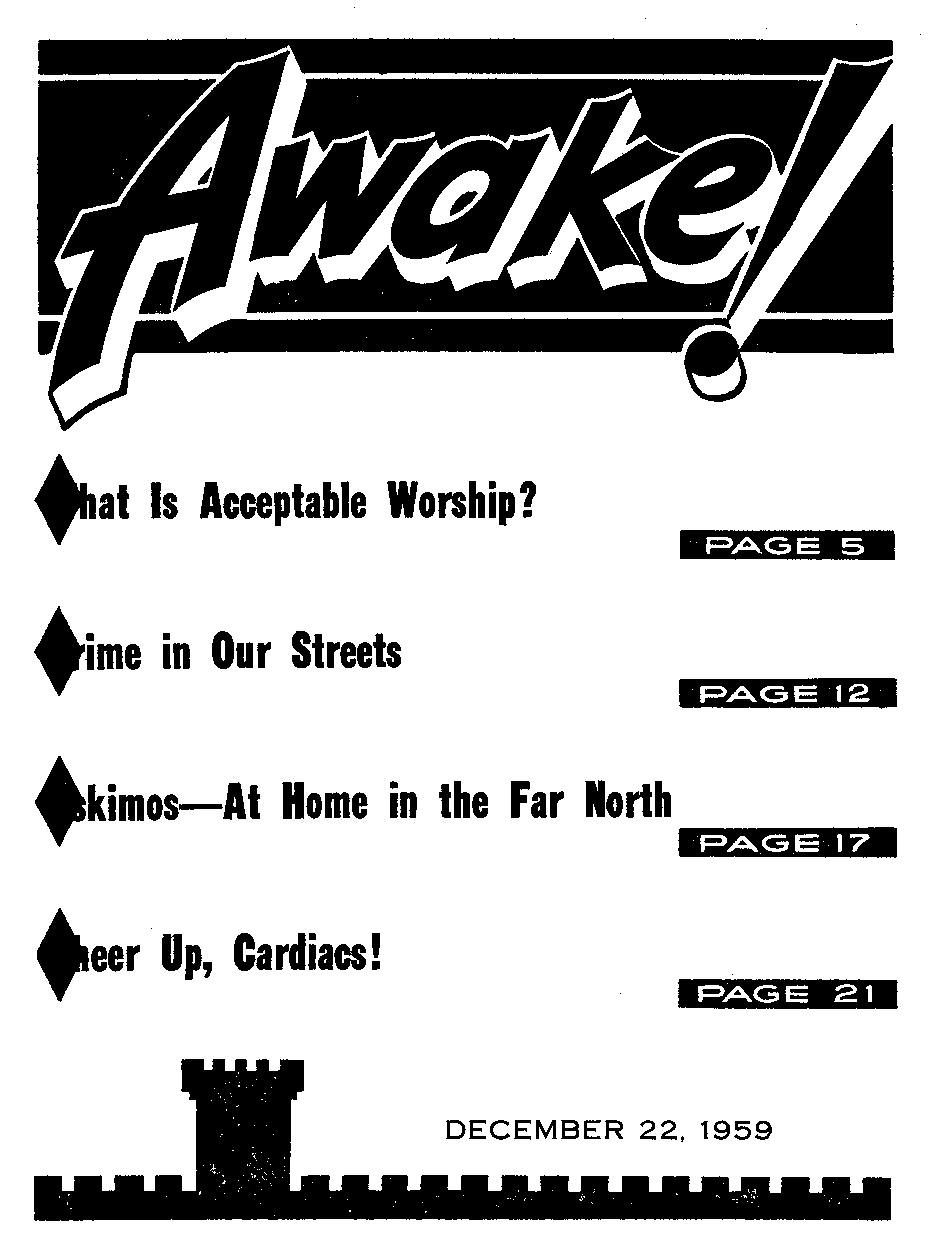 Awake!
hat Is Acceptable Worship?
PAGE 5
rime in Our Streets
PAGE 12
skimos—At Home in the Far North
PAGE 17
heer Up, Cardiacs!
PAGE 21
DECEMBER 22, 1959